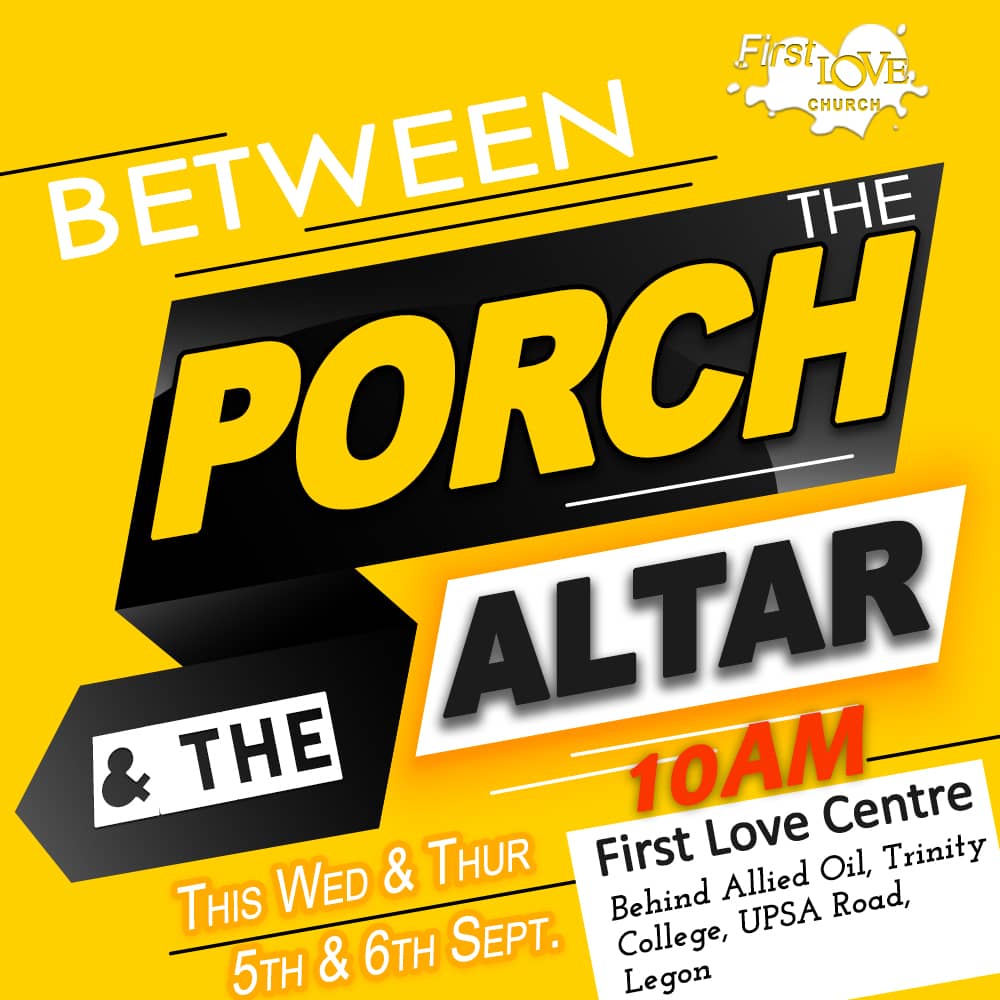 First LOVE
CHURCH
BETWEEN
THE
PORCH
& THE
ALTAR
10AM
First Love Centre
Behind Allied Oil, Trinity
College, UPSA Road,
Legon
THIS WED & THUR
5TH & 6TH SEPT.